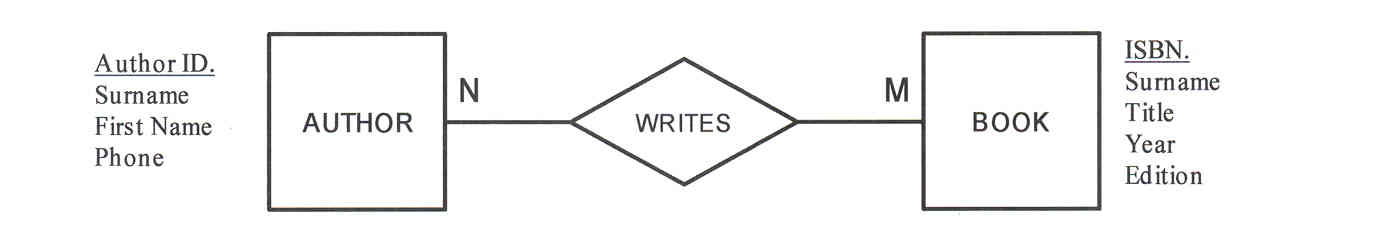 Author ID.
Surname
First Name
Phone
AUTHOR
N
WRITES
M
BOOK
ISBN.
Surname
Title
Year
Edition